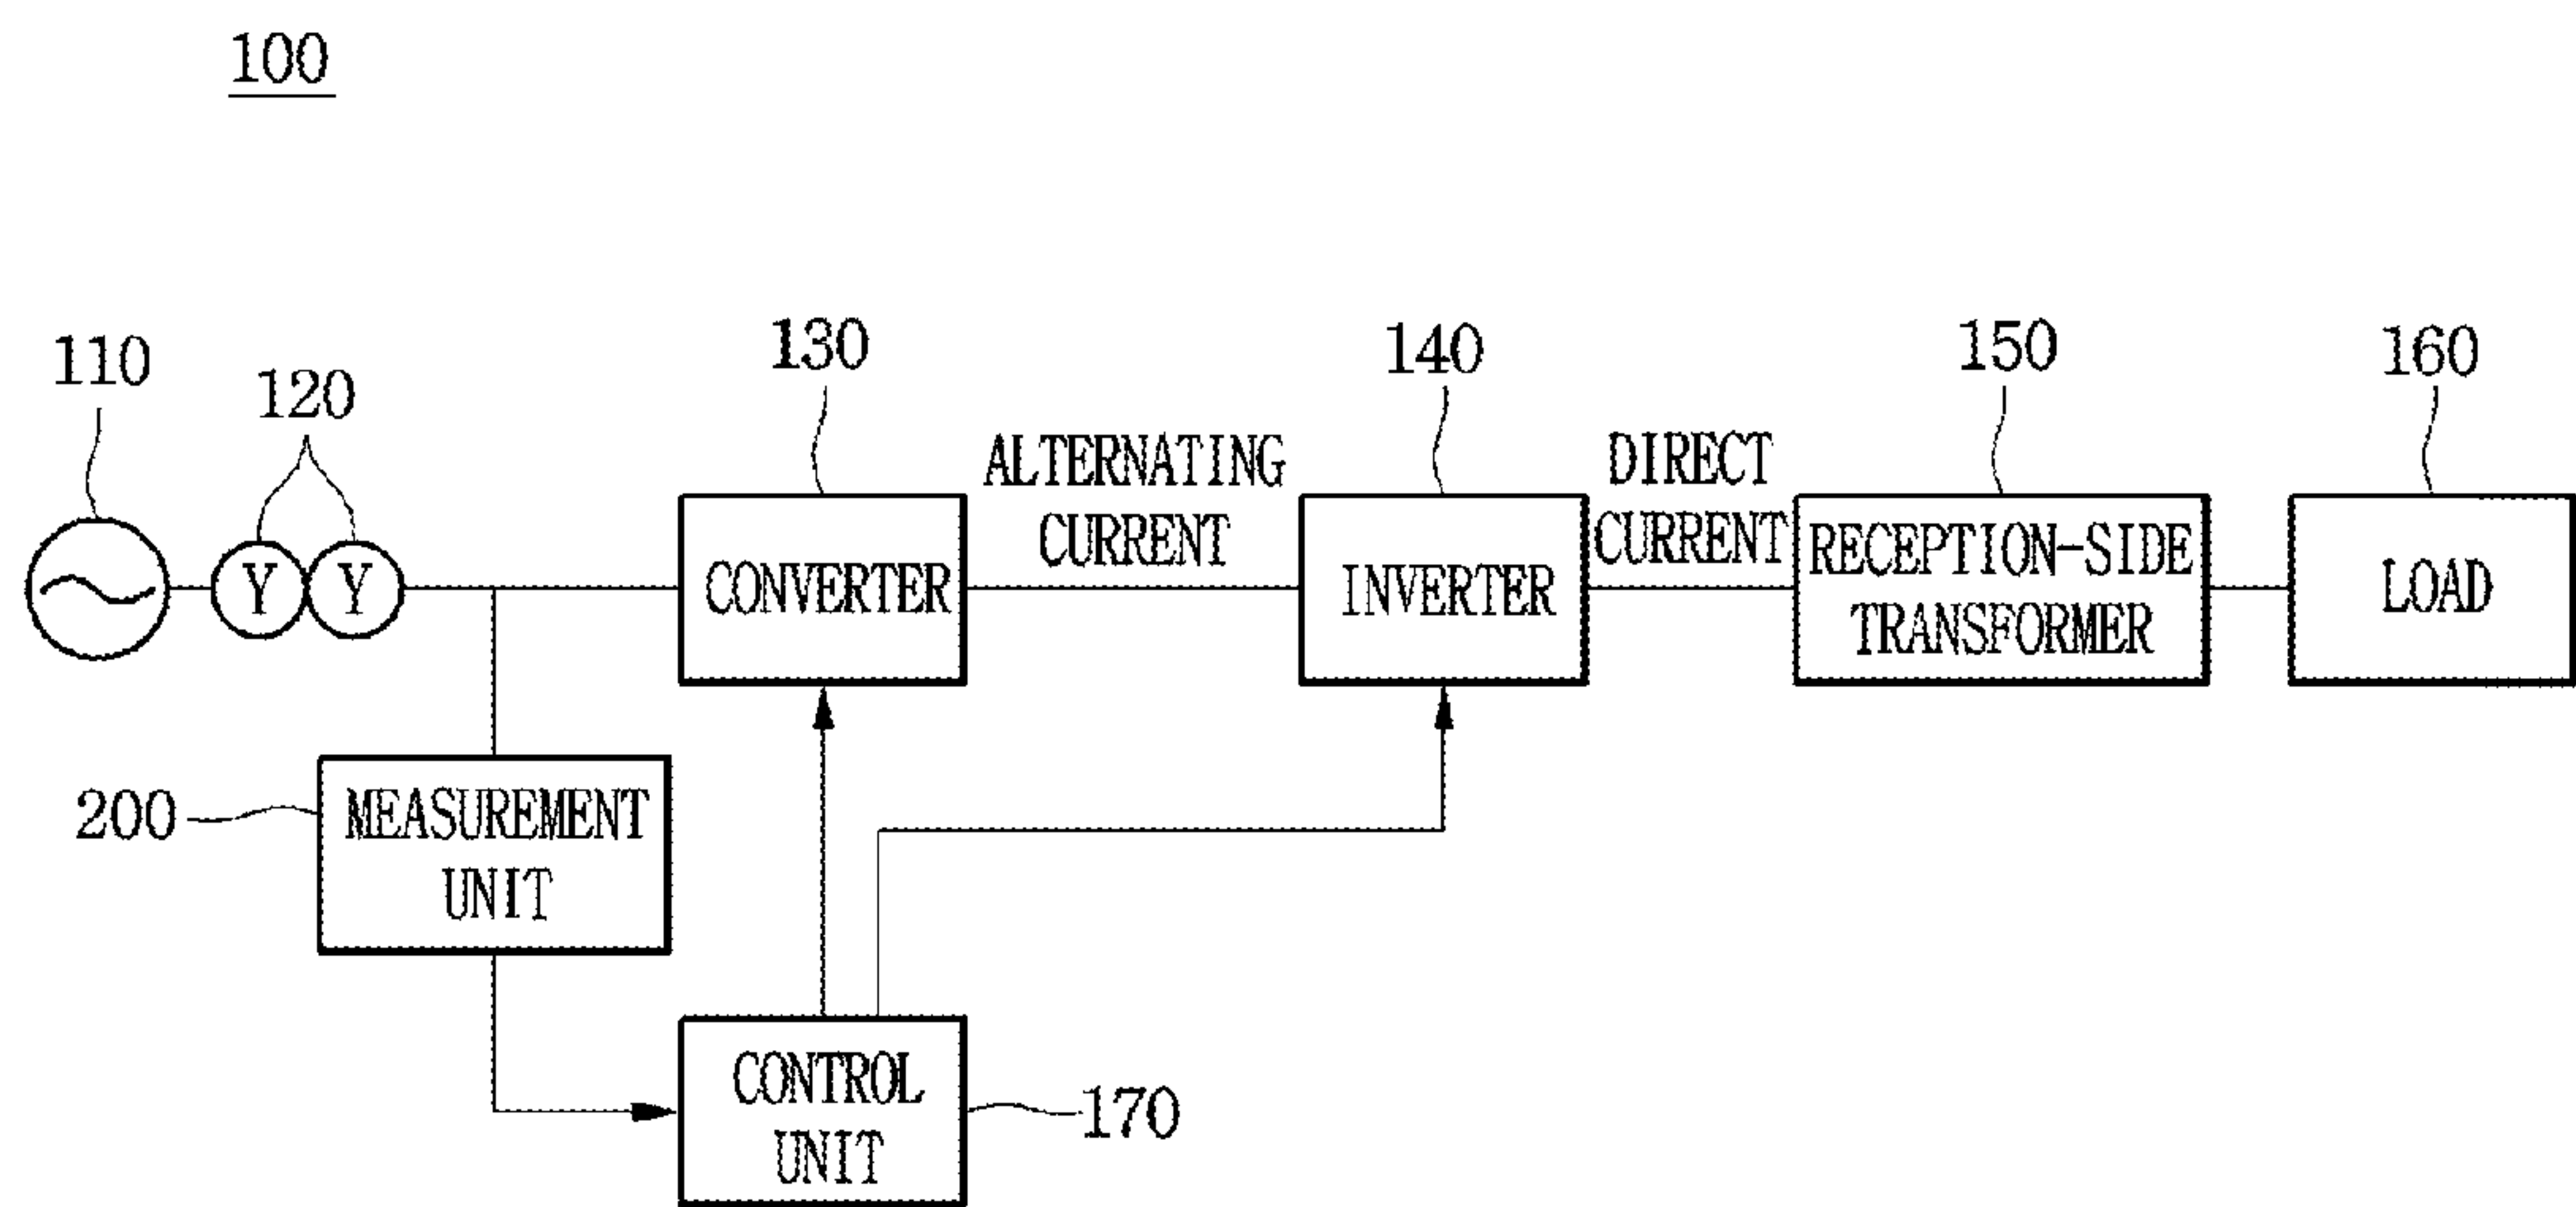 100
110
120
130
140
150
160
ALTERNATING
CURRENT
DIRECT
CURRENT
Y
Y
CONVERTER
INVERTER
RECEPTION-SIDE
TRANSFORMER
LOAD
200
MEASUREMENT
UNIT
CONTROL
UNIT
170